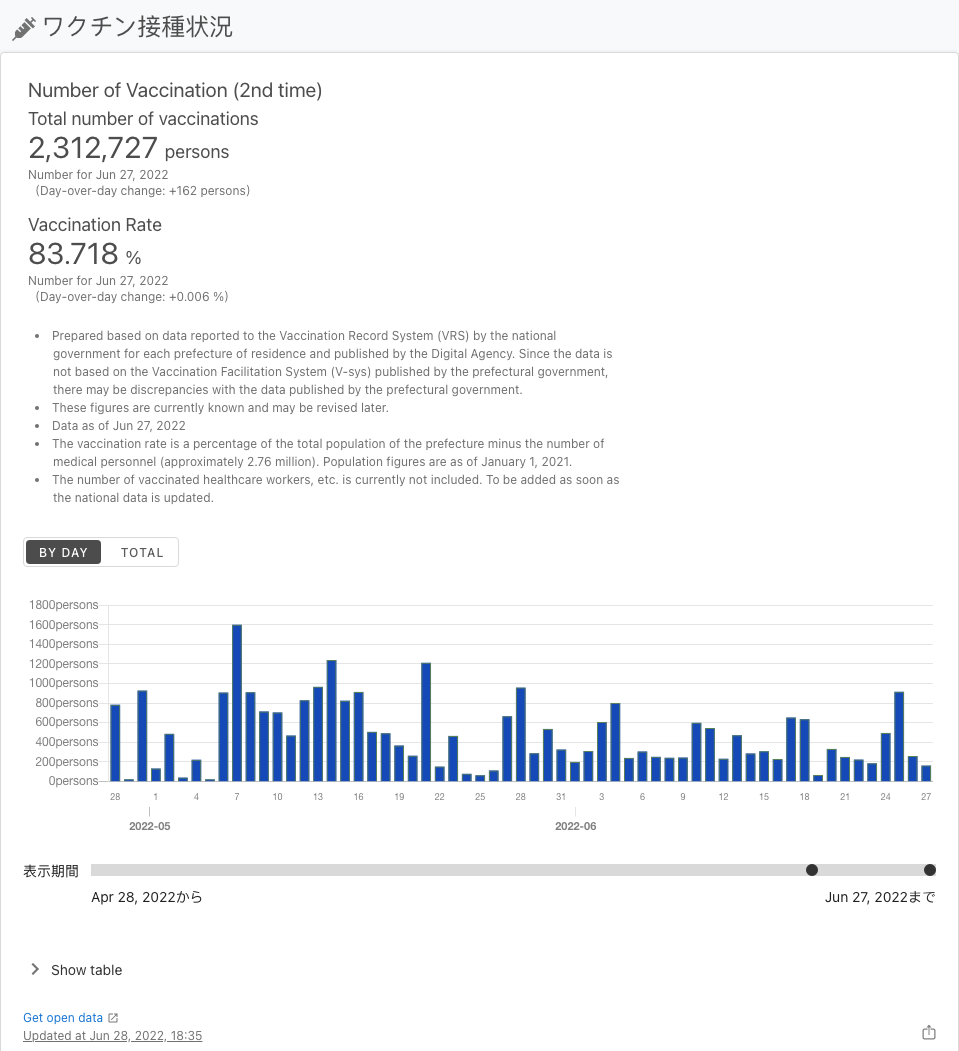 ワクチン接種状況
Number of Vaccination (2nd time)
Total number of vaccinations
2,312,727 persons
Number for Jun 27, 2022
(Day-over-day change: +162 persons)
Vaccination Rate
83.718 %
Number for Jun 27, 2022
(Day-over-day change: +0.006 %)
• Prepared based on data reported to the Vaccination Record System (VRS) by the national
government for each prefecture of residence and published by the Digital Agency. Since the data is
not based on the Vaccination Facilitation System (V-sys) published by the prefectural government,
there may be discrepancies with the data published by the prefectural government.
• These figures are currently known and may be revised later.
• Data as of Jun 27, 2022
• The vaccination rate is a percentage of the total population of the prefecture minus the number of
medical personnel (approximately 2.76 million). Population figures are as of January 1, 2021.
• The number of vaccinated healthcare workers, etc. is currently not included. To be added as soon as
the national data is updated.
BY DAY TOTAL
1800persons
1600persons
1400persons
1200persons
1000persons
800persons
600persons
400persons
200persons
0persons
28 1 4 7 10 13 16 19 22 25 28 31 3 6 9 12 15 18 21 24 27
2022-05 2022-06
表示期間
Apr 28, 2022から Jun 27, 2022まで
Show table
Get open data
Updated at Jun 28, 2022, 18:35